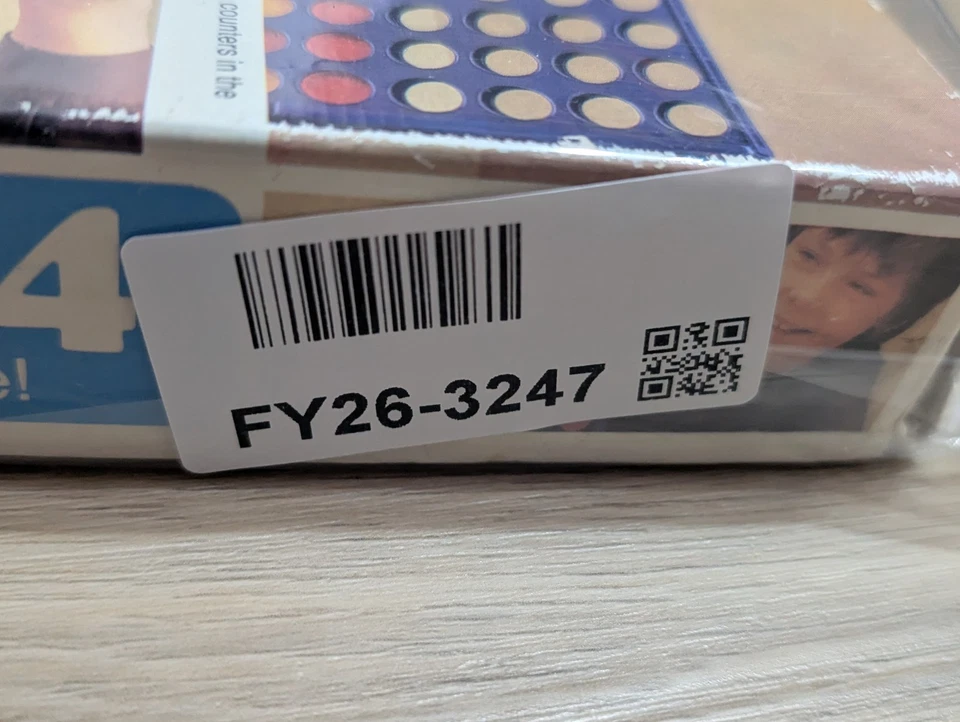 counters in the
4
e!
FY26-3247